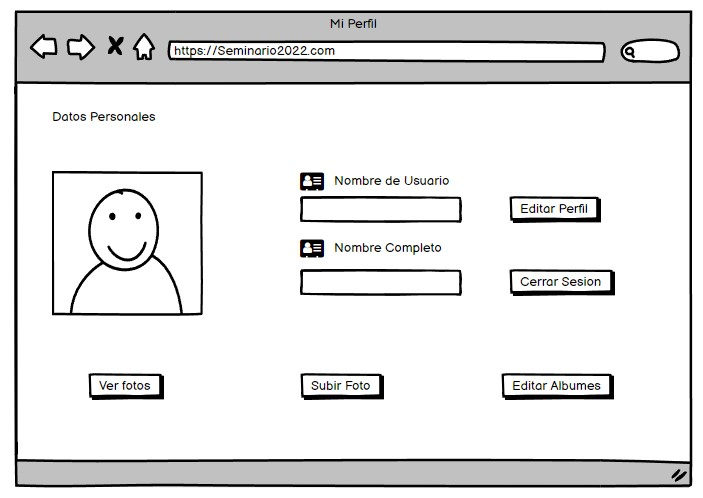 Mi Perfil
https://Seminario2022.com
Datos Personales
Nombre de Usuario
Editar Perfil
Nombre Completo
Cerrar Sesion
Ver fotos
Subir Foto
Editar Albumes